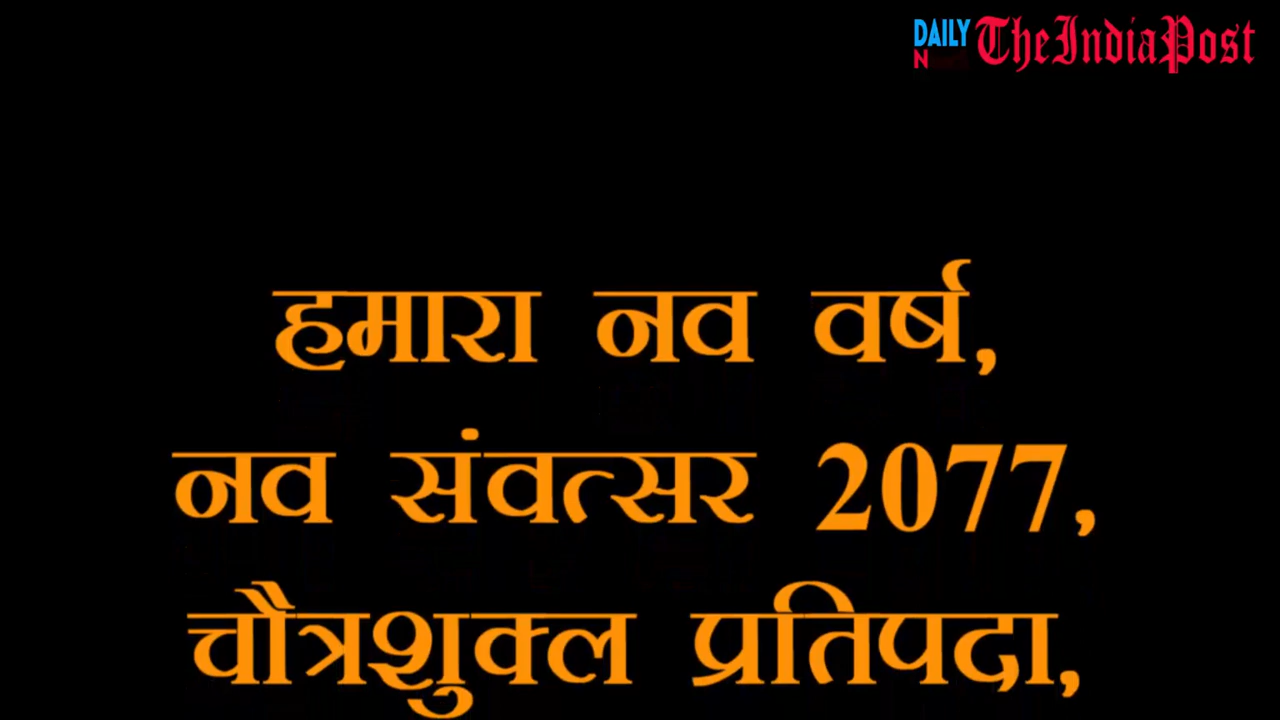 DAILY
N
TheIndiaPost
हमारा नव वर्ष,
नव संवत्सर 2077,
चौत्रशुक्ल प्रतिपदा,